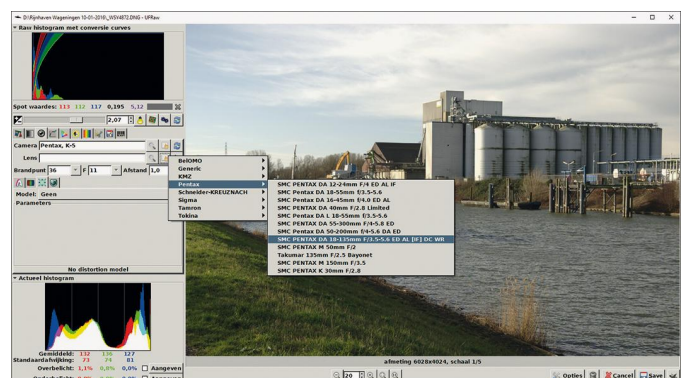 D:\Rijnhaven Wageningen 10-01-2016\_WSV4872.DNG - UFRaw
Raw histogram met conversie curves
Spot waardes: 113 112 117 0,195 5,12
2,07
Camera Pentax, K-5
Lens
Brandpunt 36 F 11 Afstand 1,0
Model: Geen
Parameters
No distortion model
BelOMO
Generic
KMZ
Pentax
Schneider-KREUZNACH
Sigma
Tamron
Tokina
SMC PENTAX DA 12-24mm F/4 ED AL IF
SMC PENTAX DA 18-55mm f/3.5-5.6
SMC PENTAX DA 16-45mm f/4.0 ED AL
SMC PENTAX DA 40mm F/2.8 Limited
SMC PENTAX DA L 18-55mm f/3.5-5.6
SMC PENTAX DA 55-300mm F/4-5.8 ED
SMC Pentax DA 50-200mm f/4-5.6 DA ED
SMC PENTAX DA 18-135mm F/3.5-5.6 ED AL [IF] DC WR
SMC PENTAX M 50mm F/2
Takumar 135mm F/2.5 Bayonet
SMC PENTAX M 150mm F/3.5
SMC PENTAX K 30mm F/2.8
Actueel histogram
Gemiddeld: 132 136 127
Standaardafwijking: 73 74 81
Overbelicht: 1,1% 0,8% 0,0% Aangeven
afmeting 6028x4024, schaal 1/5
20
Opties Cancel Save